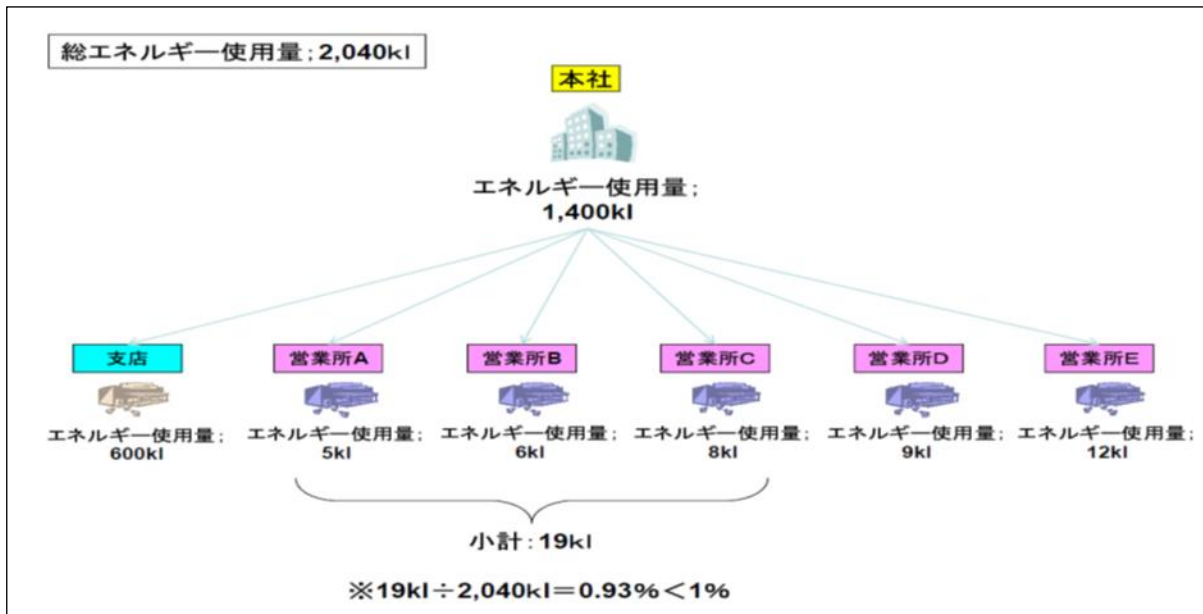 総エネルギー使用量;2,040kl
本社
エネルギー使用量;
1,400kl
支店
営業所A
営業所B
営業所C
営業所D
営業所E
エネルギー使用量;
600kl
エネルギー使用量;
5kl
エネルギー使用量;
6kl
エネルギー使用量;
8kl
エネルギー使用量;
9kl
エネルギー使用量;
12kl
小計:19kl
※19kl÷2,040kl=0.93%<1%